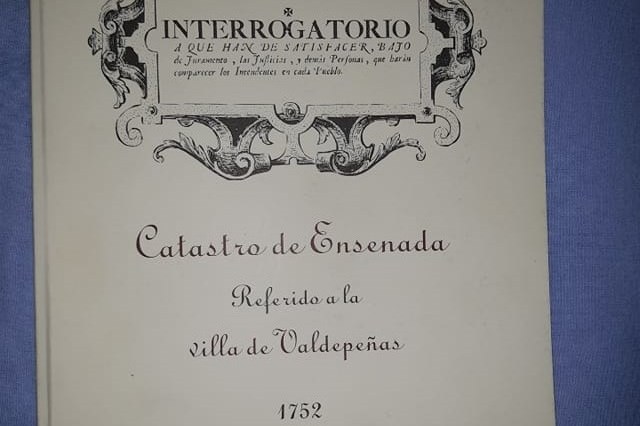 INTERROGATORIO
A QUE HAN DE SATISFACER, BAJO
de Juramento, las Justicias, y demás Personas, que harán
comparecer los Intendentes en cada Pueblo.
Catastro de Ensenada
Referido a la
villa de Valdepeñas
1752